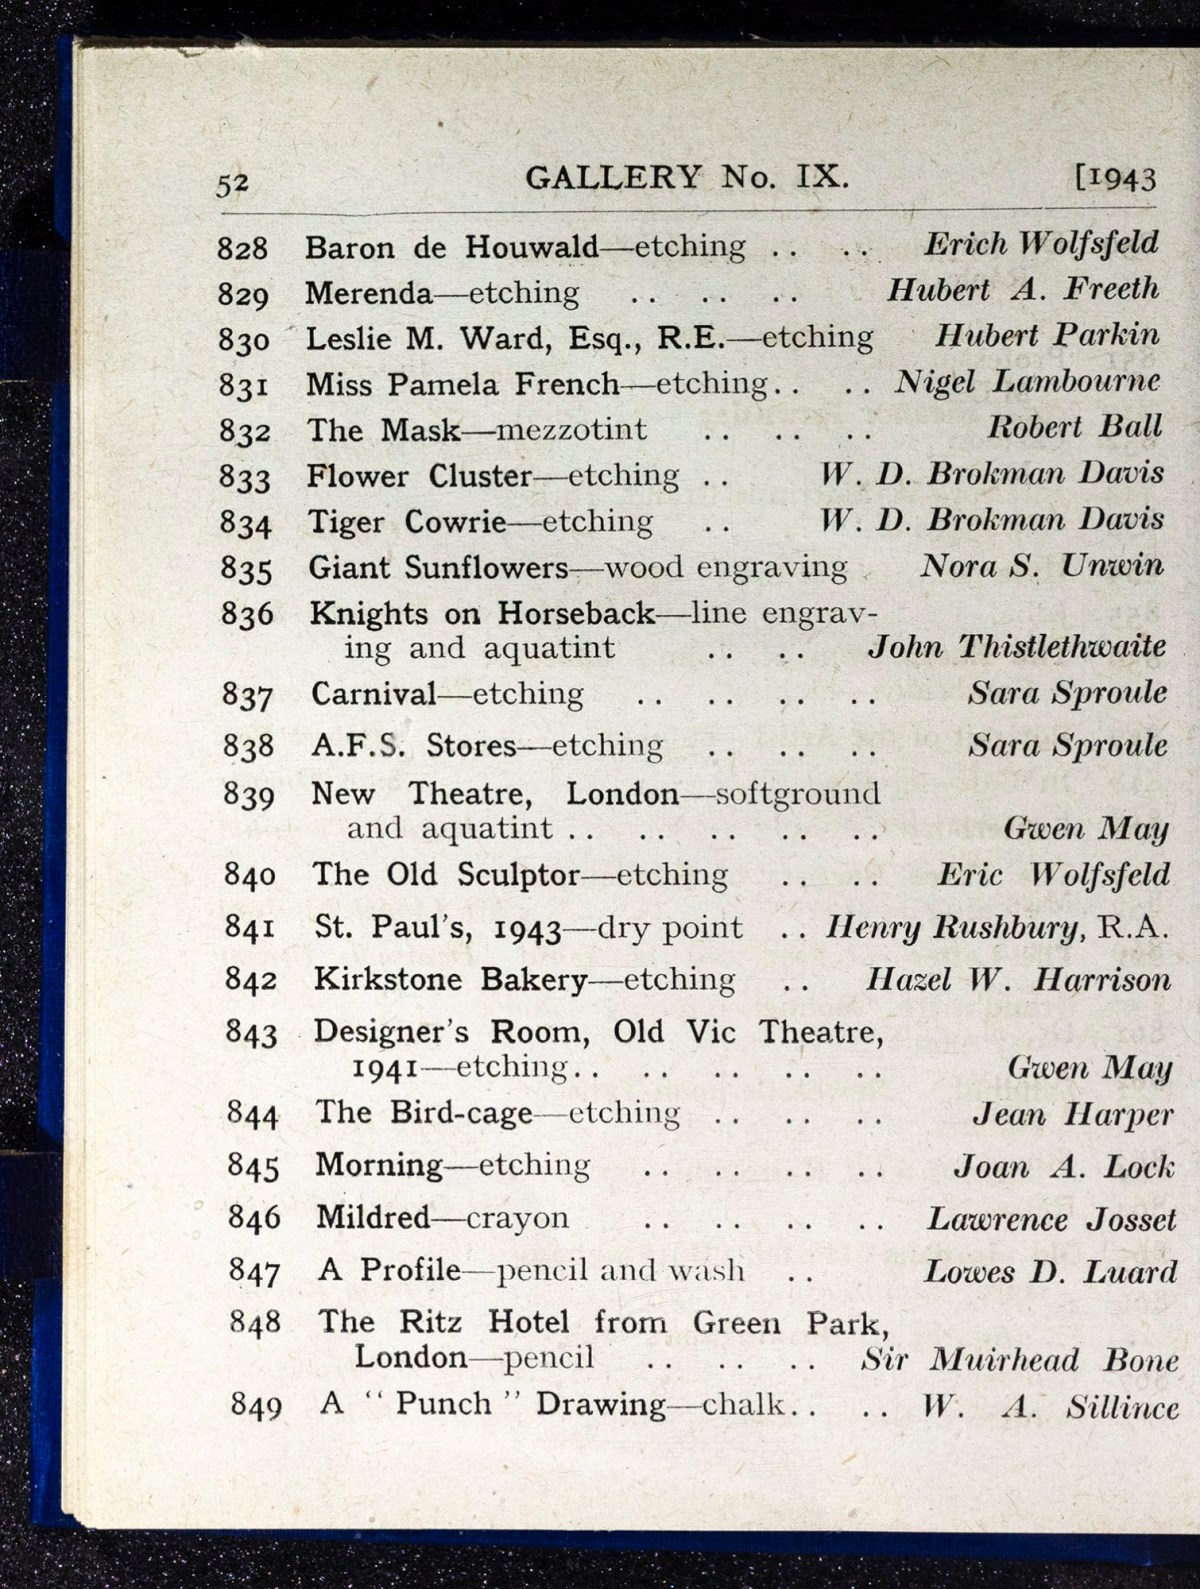 52 GALLERY No. IX. [1943
828 Baron de Houwald—etching .. .. Erich Wolfsfeld
829 Merenda—etching .. .. .. Hubert A. Freeth
830 Leslie M. Ward, Esq., R.E.—etching Hubert Parkin
831 Miss Pamela French—etching.. .. Nigel Lambourne
832 The Mask—mezzotint .. .. .. Robert Ball
833 Flower Cluster—etching .. W. D. Brokman Davis
834 Tiger Cowrie—etching .. W. D. Brokman Davis
835 Giant Sunflowers—wood engraving Nora S. Unwin
836 Knights on Horseback—line engrav-
ing and aquatint .. .. John Thistlethwaite
837 Carnival—etching .. .. .. .. Sara Sproule
838 A.F.S. Stores—etching .. .. .. Sara Sproule
839 New Theatre, London—softground
and aquatint .. .. .. .. .. Gwen May
840 The Old Sculptor—etching .. .. Eric Wolfsfeld
841 St. Paul's, 1943—dry point .. Henry Rushbury, R.A.
842 Kirkstone Bakery—etching .. Hazel W. Harrison
843 Designer's Room, Old Vic Theatre,
1941—etching.. .. .. .. .. Gwen May
844 The Bird-cage—etching .. .. .. Jean Harper
845 Morning—etching .. .. .. .. Joan A. Lock
846 Mildred—crayon .. .. .. .. Lawrence Josset
847 A Profile—pencil and wash .. Lowes D. Luard
848 The Ritz Hotel from Green Park,
London—pencil .. .. .. Sir Muirhead Bone
849 A “ Punch ” Drawing—chalk.. .. W. A. Sillince